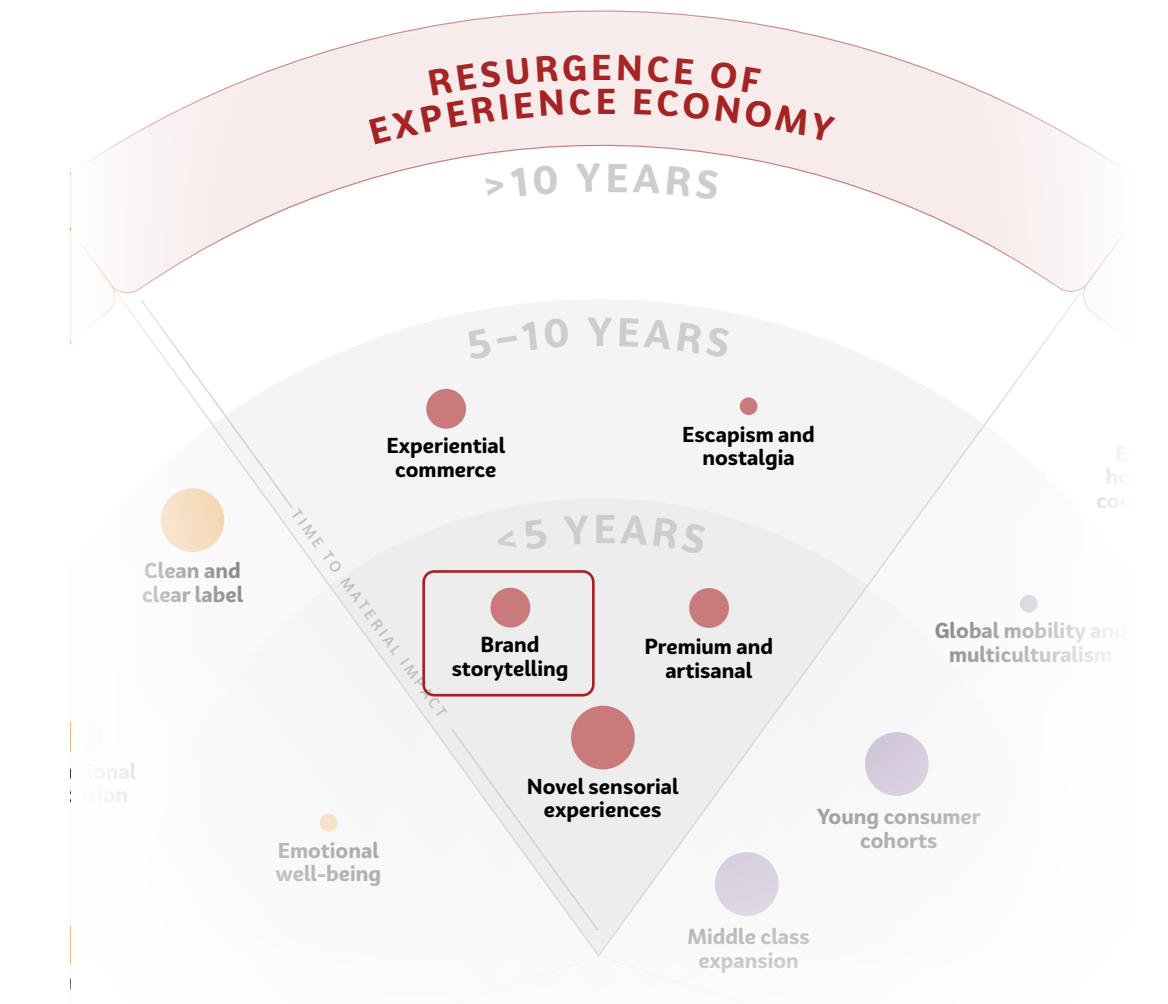 RESURGENCE OF
EXPERIENCE ECONOMY
>10 YEARS
5–10 YEARS
Experiential
commerce
Escapism and
nostalgia
<5 YEARS
TIME TO MATERIAL IMPACT
Clean and
clear label
Brand
storytelling
Premium and
artisanal
Global mobility and
multiculturalism
Novel sensorial
experiences
Young consumer
cohorts
Emotional
well-being
Middle class
expansion